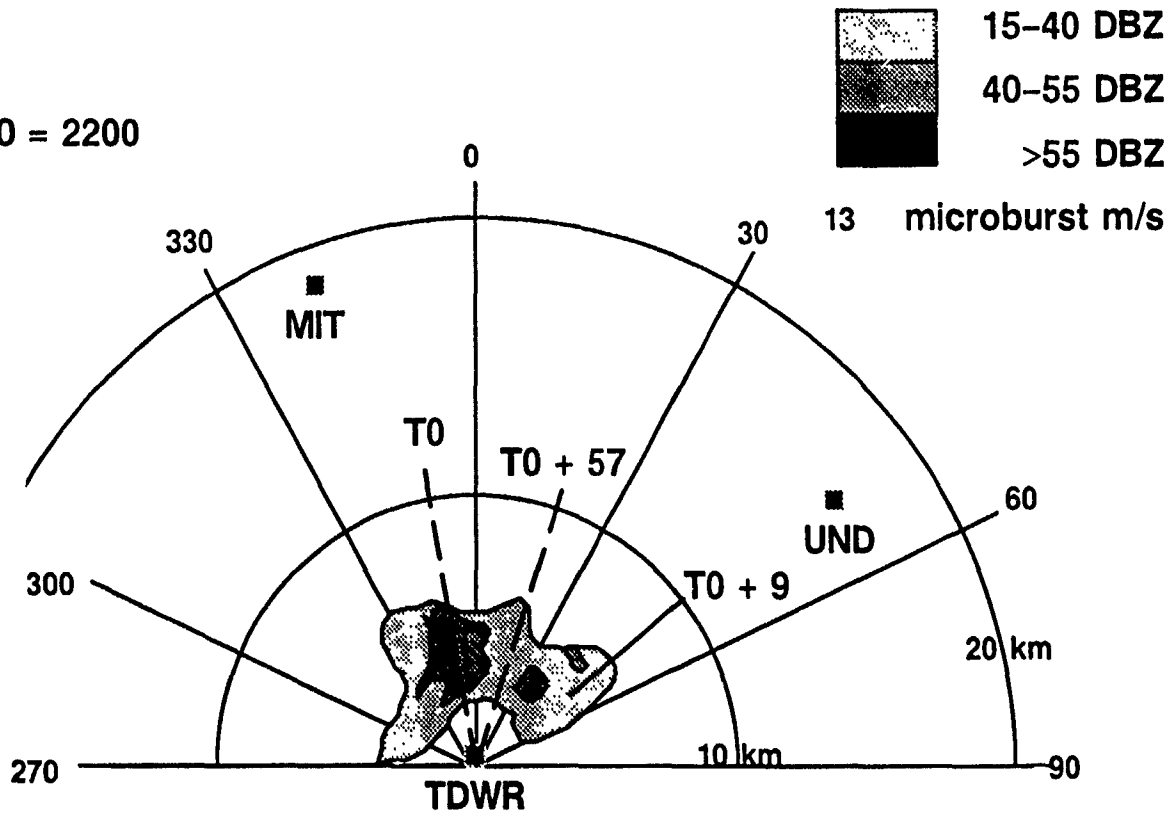 15–40 DBZ
40–55 DBZ
>55 DBZ
0 = 2200
13 microburst m/s
0
330
30
MIT
T0
T0 + 57
60
UND
300
T0 + 9
20 km
10 km
270
90
TDWR